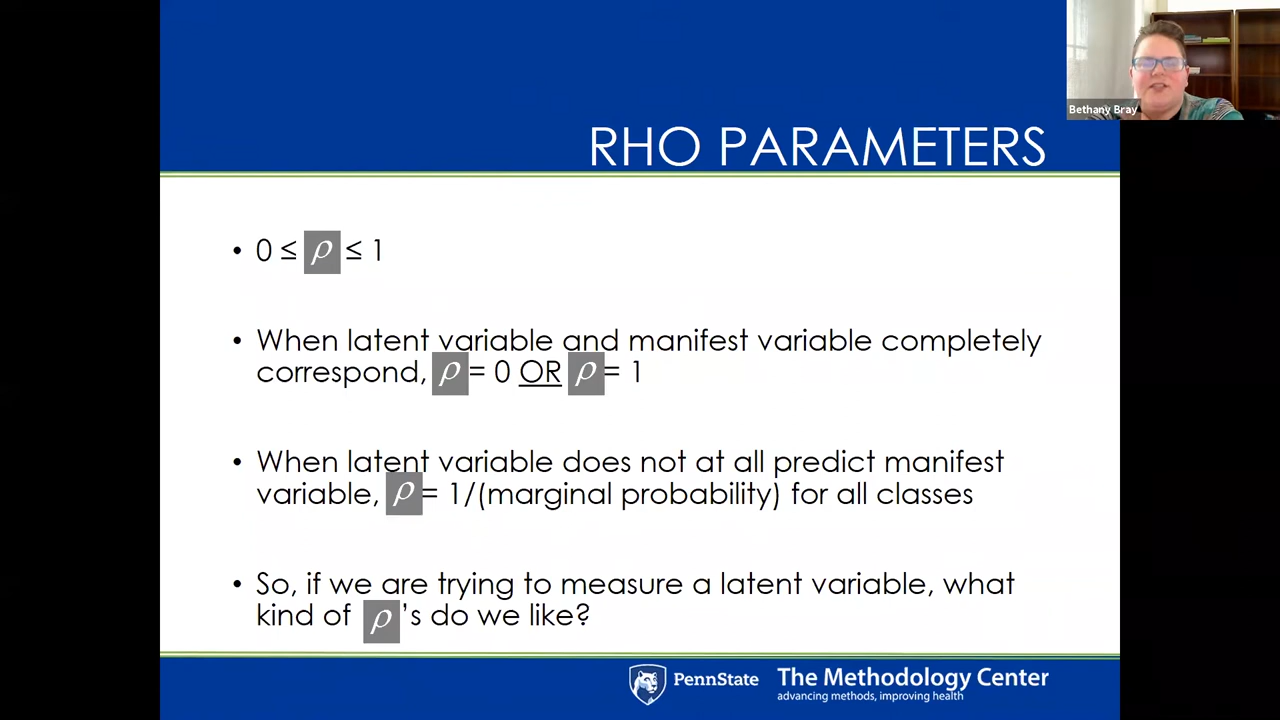 Bethany Bray
RHO PARAMETERS
• 0 ≤ ρ ≤ 1
• When latent variable and manifest variable completely
correspond, ρ = 0 OR ρ = 1
• When latent variable does not at all predict manifest
variable, ρ = 1/(marginal probability) for all classes
• So, if we are trying to measure a latent variable, what
kind of ρ's do we like?
PennState
The Methodology Center
advancing methods, improving health